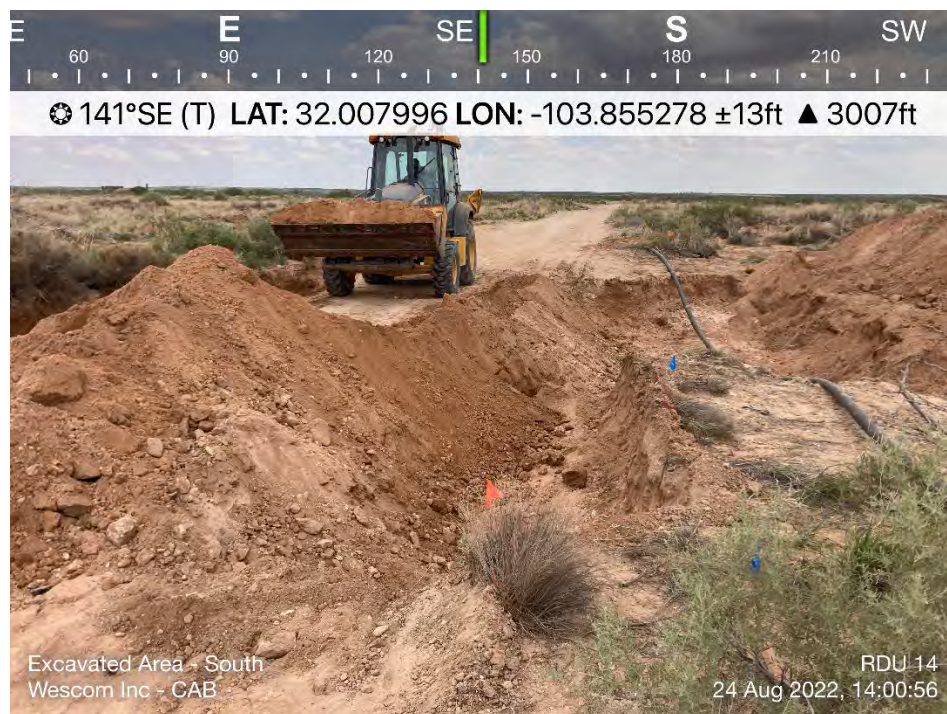 E E SE S SW
60 90 120 150 180 210
141°SE (T) LAT: 32.007996 LON: -103.855278 ±13ft ▲ 3007ft
Excavated Area - South
Wescom Inc - CAB
RDU 14
24 Aug 2022, 14:00:56